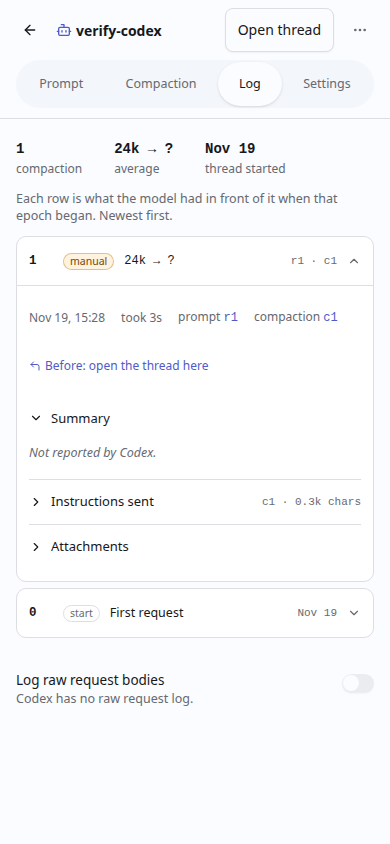 verify-codex
Open thread
Prompt
Compaction
Log
Settings
1
24k → ?
Nov 19
compaction
average
thread started
Each row is what the model had in front of it when that
epoch began. Newest first.
1 manual 24k → ? r1 · c1
Nov 19, 15:28 took 3s prompt r1 compaction c1
Before: open the thread here
Summary
Not reported by Codex.
Instructions sent c1 · 0.3k chars
Attachments
0 start First request Nov 19
Log raw request bodies
Codex has no raw request log.